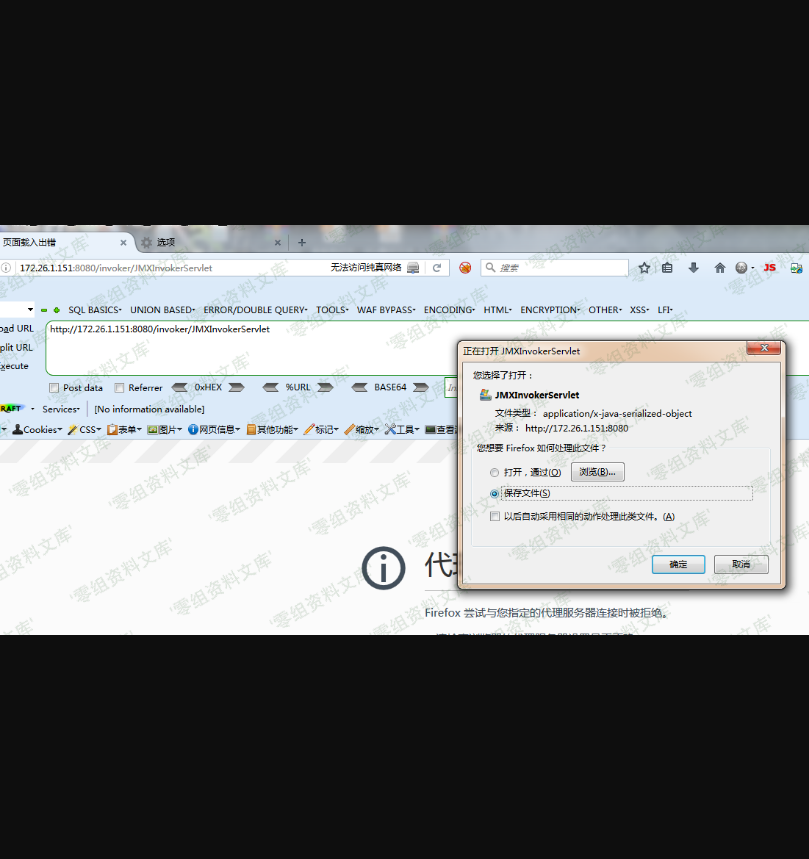 页面载入出错
选项
172.26.1.151:8080/invoker/JMXInvokerServlet
无法访问纯真网络
搜索
JS
SQL BASICS
UNION BASED
ERROR/DOUBLE QUERY
TOOLS
WAF BYPASS
ENCODING
HTML
ENCRYPTION
OTHER
XSS
LFI
oad URL
http://172.26.1.151:8080/invoker/JMXInvokerServlet
plit URL
xecute
Post data
Referrer
0xHEX
%URL
BASE64
RAFT
Services
[No information available]
Cookies
CSS
表单
图片
网页信息
其他功能
标记
缩放
工具
查看
正在打开 JMXInvokerServlet
您选择了打开：
JMXInvokerServlet
文件类型： application/x-java-serialized-object
来源： http://172.26.1.151:8080
您想要 Firefox 如何处理此文件？
打开，通过(O)
浏览(B)...
保存文件(S)
以后自动采用相同的动作处理此类文件。(A)
确定
取消
代
Firefox 尝试与您指定的代理服务器连接时被拒绝。
零组资料文库